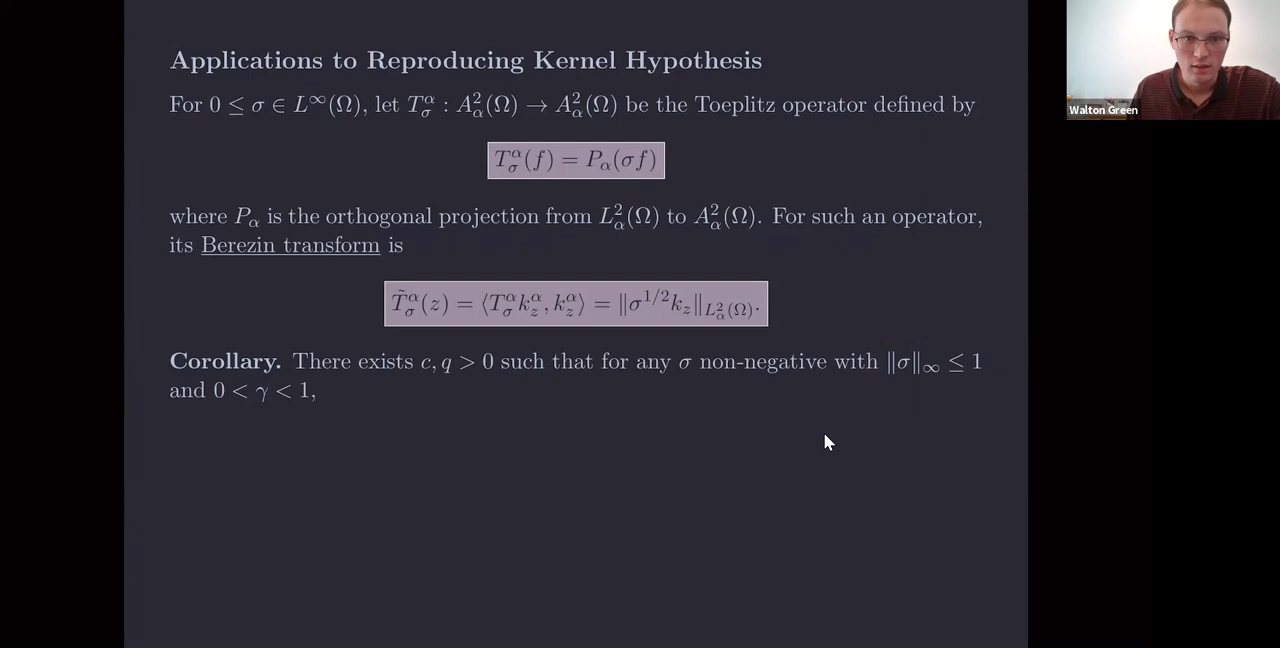 Applications to Reproducing Kernel Hypothesis
For 0 ≤ σ ∈ L^∞(Ω), let T_σ^α : A_α^2(Ω) → A_α^2(Ω) be the Toeplitz operator defined by
T_σ^α(f) = P_α(σf)
where P_α is the orthogonal projection from L_α^2(Ω) to A_α^2(Ω). For such an operator,
its Berezin transform is
T̃_σ^α(z) = ⟨T_σ^α k_z^α, k_z^α⟩ = ‖σ^{1/2}k_z‖_{L_α^2(Ω)}.
Corollary. There exists c, q > 0 such that for any σ non-negative with ‖σ‖_∞ ≤ 1
and 0 < γ < 1,
Walton Green